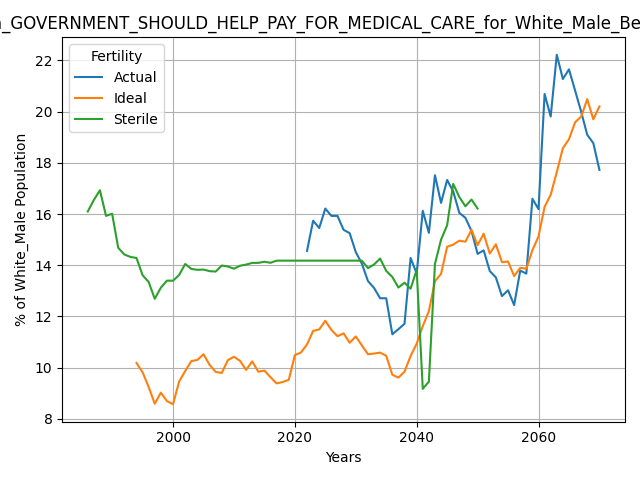 _GOVERNMENT_SHOULD_HELP_PAY_FOR_MEDICAL_CARE_for_White_Male_Be
Fertility
Actual
Ideal
Sterile
% of White_Male Population
22
20
18
16
14
12
10
8
2000 2020 2040 2060
Years